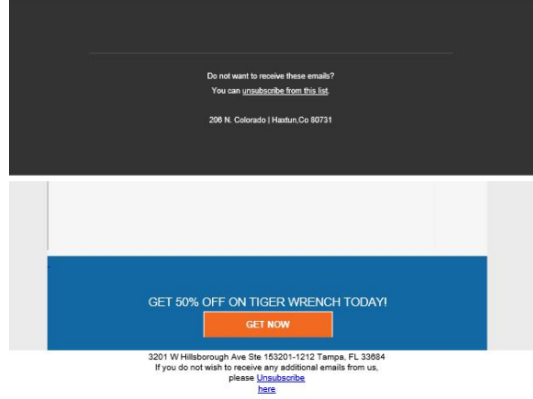 Do not want to receive these emails?
You can unsubscribe from this list.
206 N. Colorado | Haxtun,Co 80731
GET 50% OFF ON TIGER WRENCH TODAY!
GET NOW
3201 W Hillsborough Ave Ste 153201-1212 Tampa, FL 33684
If you do not wish to receive any additional emails from us,
please Unsubscribe
here